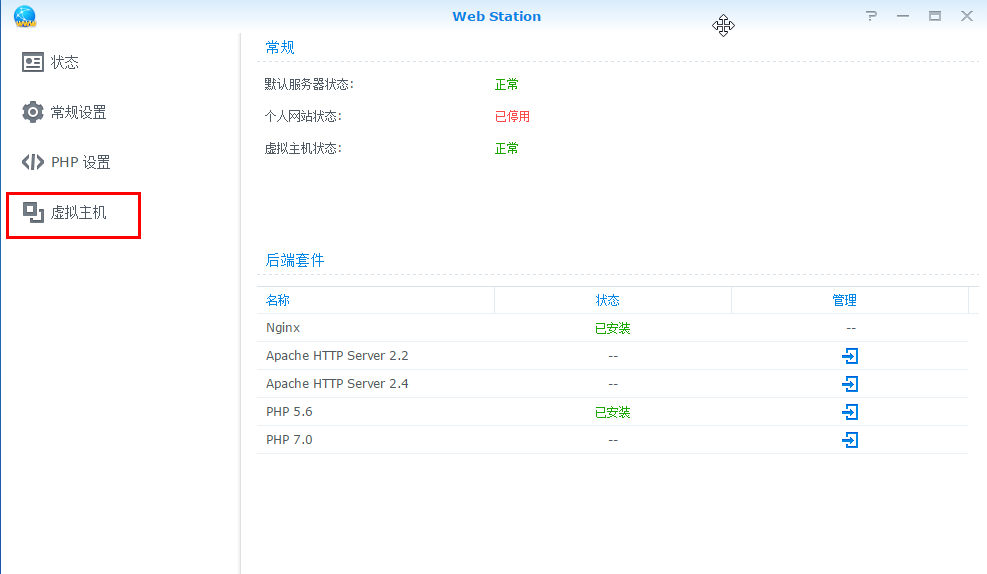 Web Station
状态
常规设置
PHP 设置
虚拟主机
常规
默认服务器状态: 正常
个人网站状态: 已停用
虚拟主机状态: 正常
后端套件
名称 状态 管理
Nginx 已安装 --
Apache HTTP Server 2.2 --
Apache HTTP Server 2.4 --
PHP 5.6 已安装
PHP 7.0 --